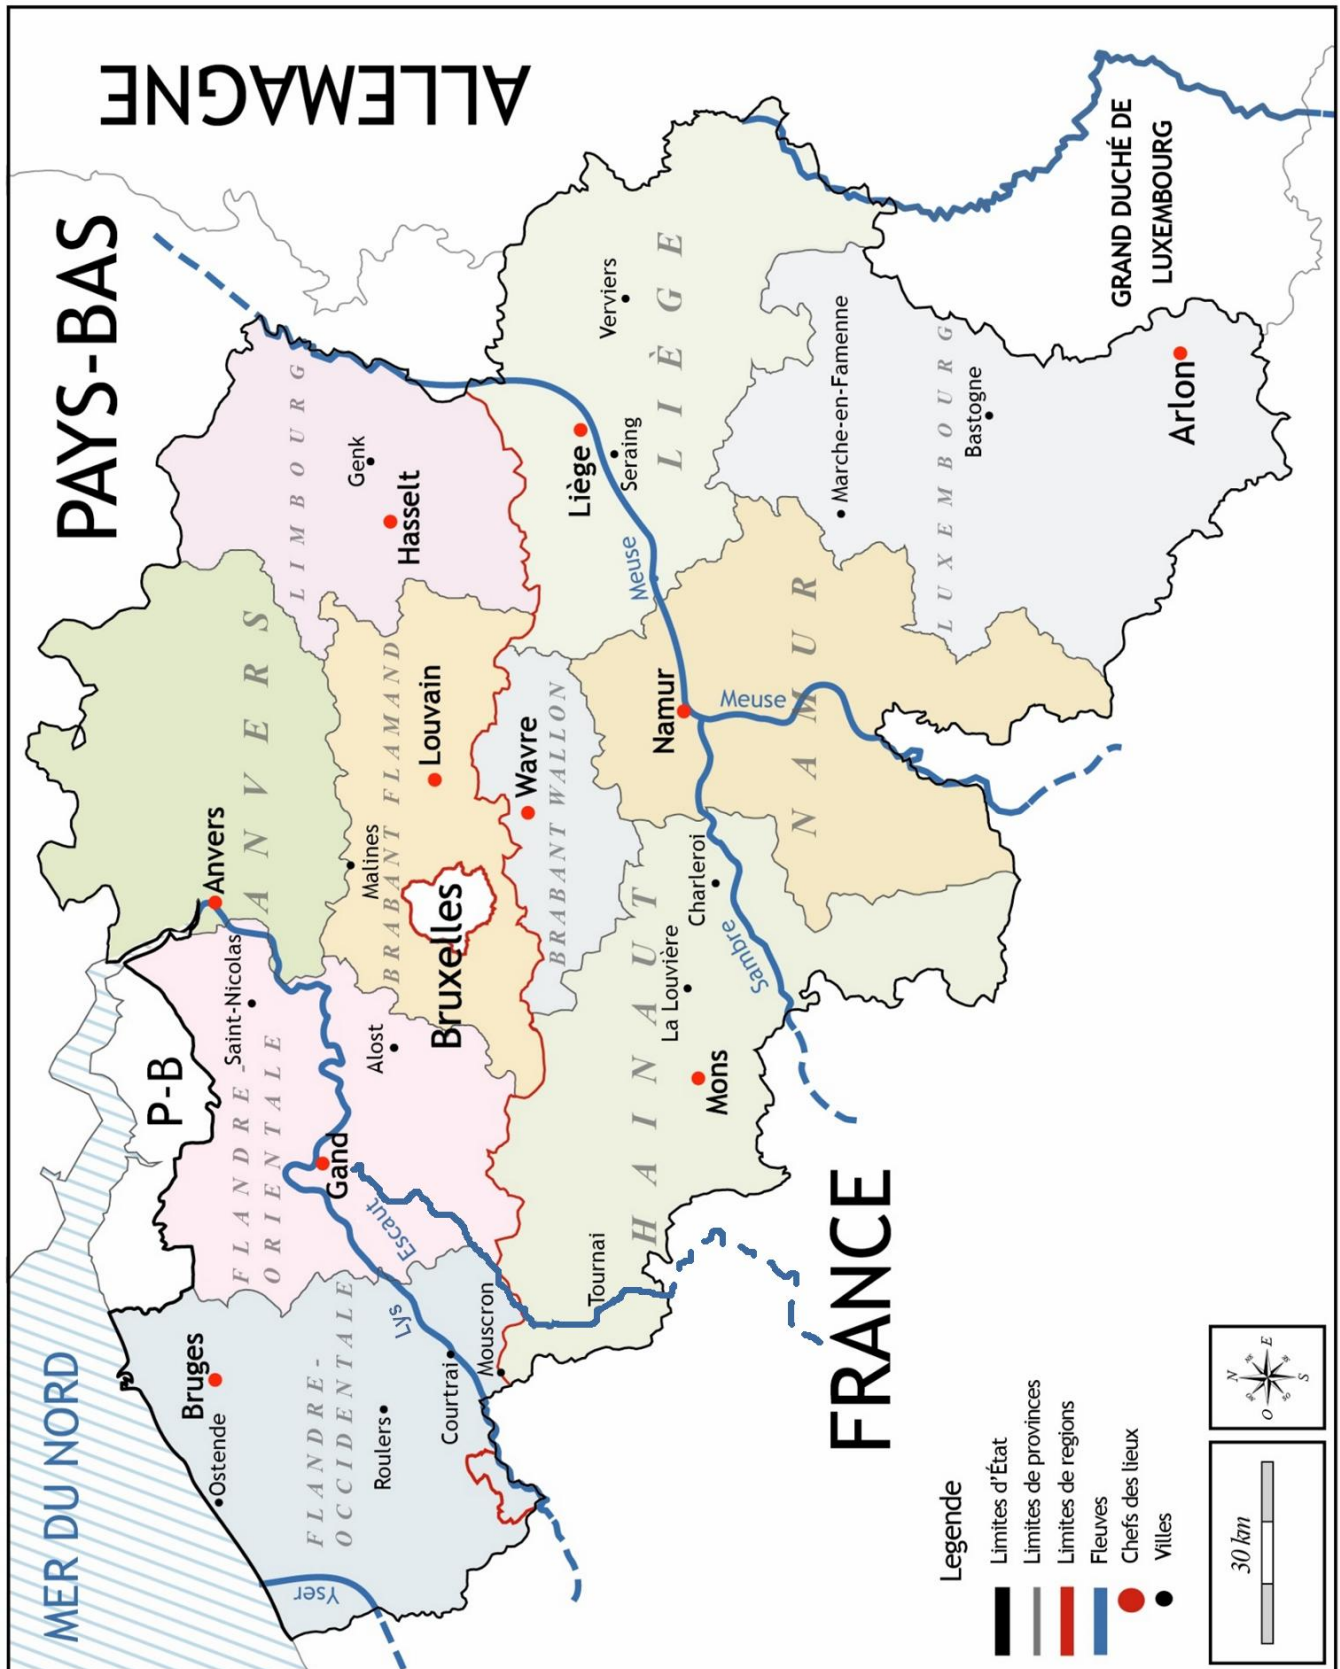 MER DU NORD
PAYS-BAS
ALLEMAGNE
P-B
FRANCE
GRAND DUCHÉ DE
LUXEMBOURG
Bruges
Ostende
FLANDRE-
OCCIDENTALE
Roulers
Courtrai
Mouscron
Yser
Lys
Escaut
FLANDRE-
ORIENTALE
Saint-Nicolas
Gand
Alost
Anvers
ANVERS
Malines
BRABANT FLAMAND
Bruxelles
Louvain
LIMBOURG
Genk
Hasselt
Wavre
BRABANT WALLON
Tournai
HAINAUT
Mons
La Louvière
Charleroi
Sambre
Namur
Meuse
NAMUR
Meuse
Liège
Seraing
Verviers
LIÈGE
Marche-en-Famenne
LUXEMBOURG
Bastogne
Arlon
Legende
Limites d'État
Limites de provinces
Limites de regions
Fleuves
Chefs des lieux
Villes
30 km
N
O
E
S